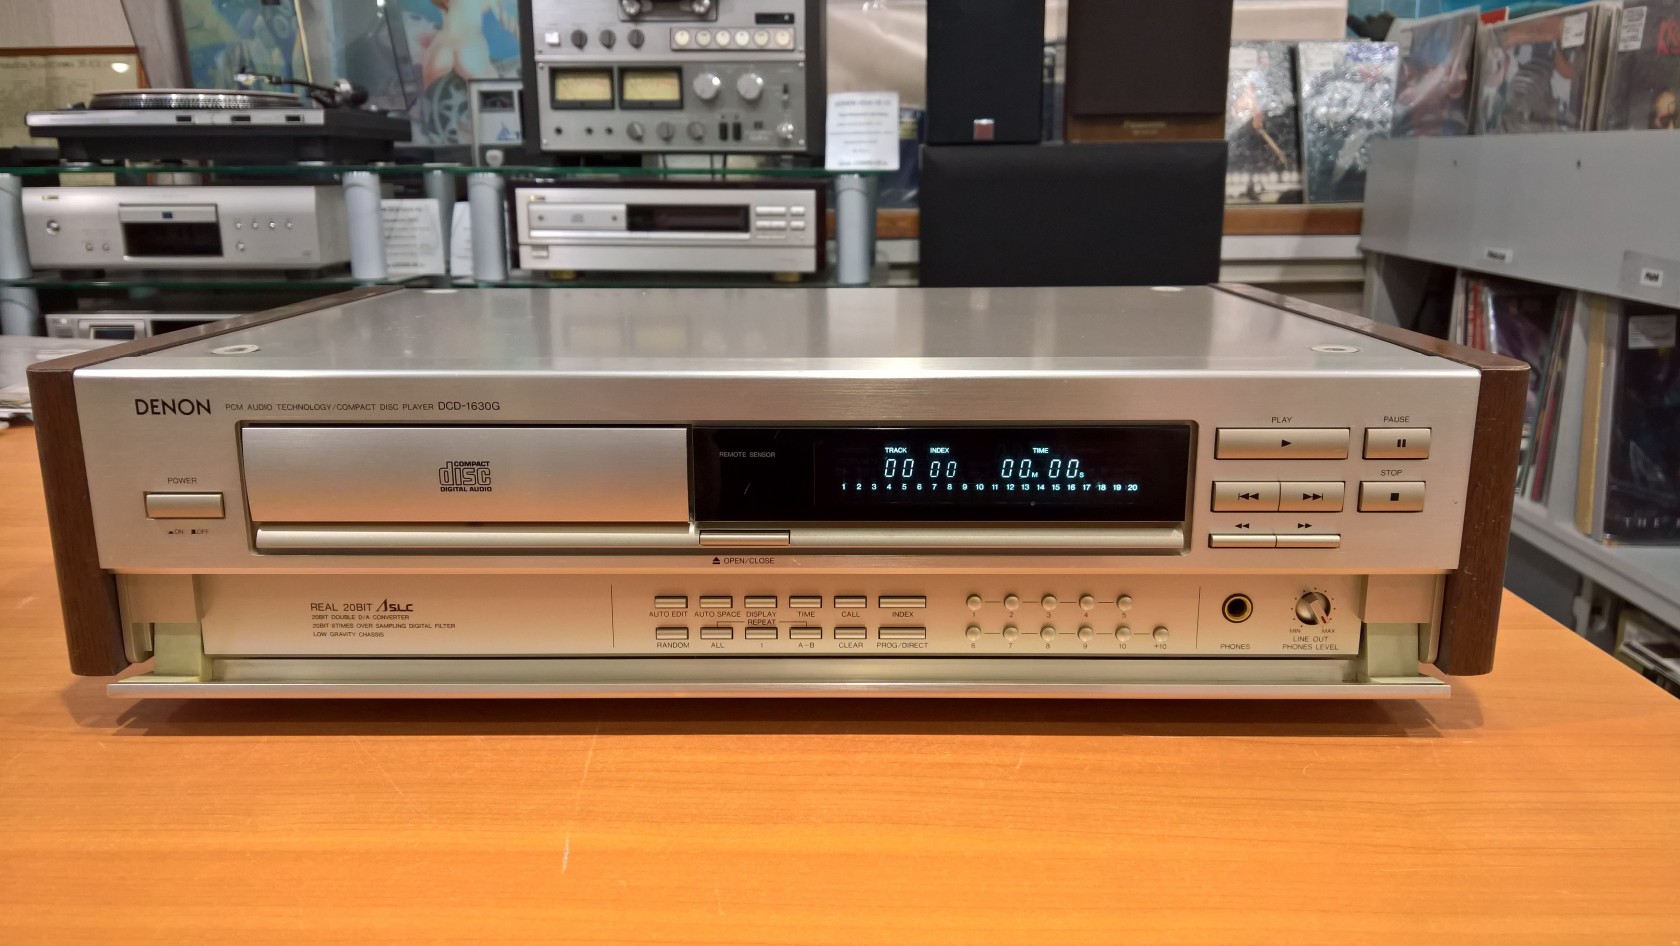 DENON PCM AUDIO TECHNOLOGY/COMPACT DISC PLAYER DCD-1630G
PLAY PAUSE
REMOTE SENSOR
TRACK INDEX TIME
00 00 00M 00S
1 2 3 4 5 6 7 8 9 10 11 12 13 14 15 16 17 18 19 20
COMPACT
disc
DIGITAL AUDIO
STOP
POWER
ON OFF
OPEN/CLOSE
REAL 20BIT ΛS.L.C
20BIT DOUBLE D/A CONVERTER
20BIT 8TIMES OVER SAMPLING DIGITAL FILTER
LOW GRAVITY CHASSIS
AUTO EDIT AUTO SPACE DISPLAY TIME CALL INDEX
REPEAT
RANDOM ALL 1 A-B CLEAR PROG/DIRECT
1 2 3 4 5
6 7 8 9 10 +10
PHONES
MIN MAX
LINE OUT
PHONES LEVEL
Panasonic